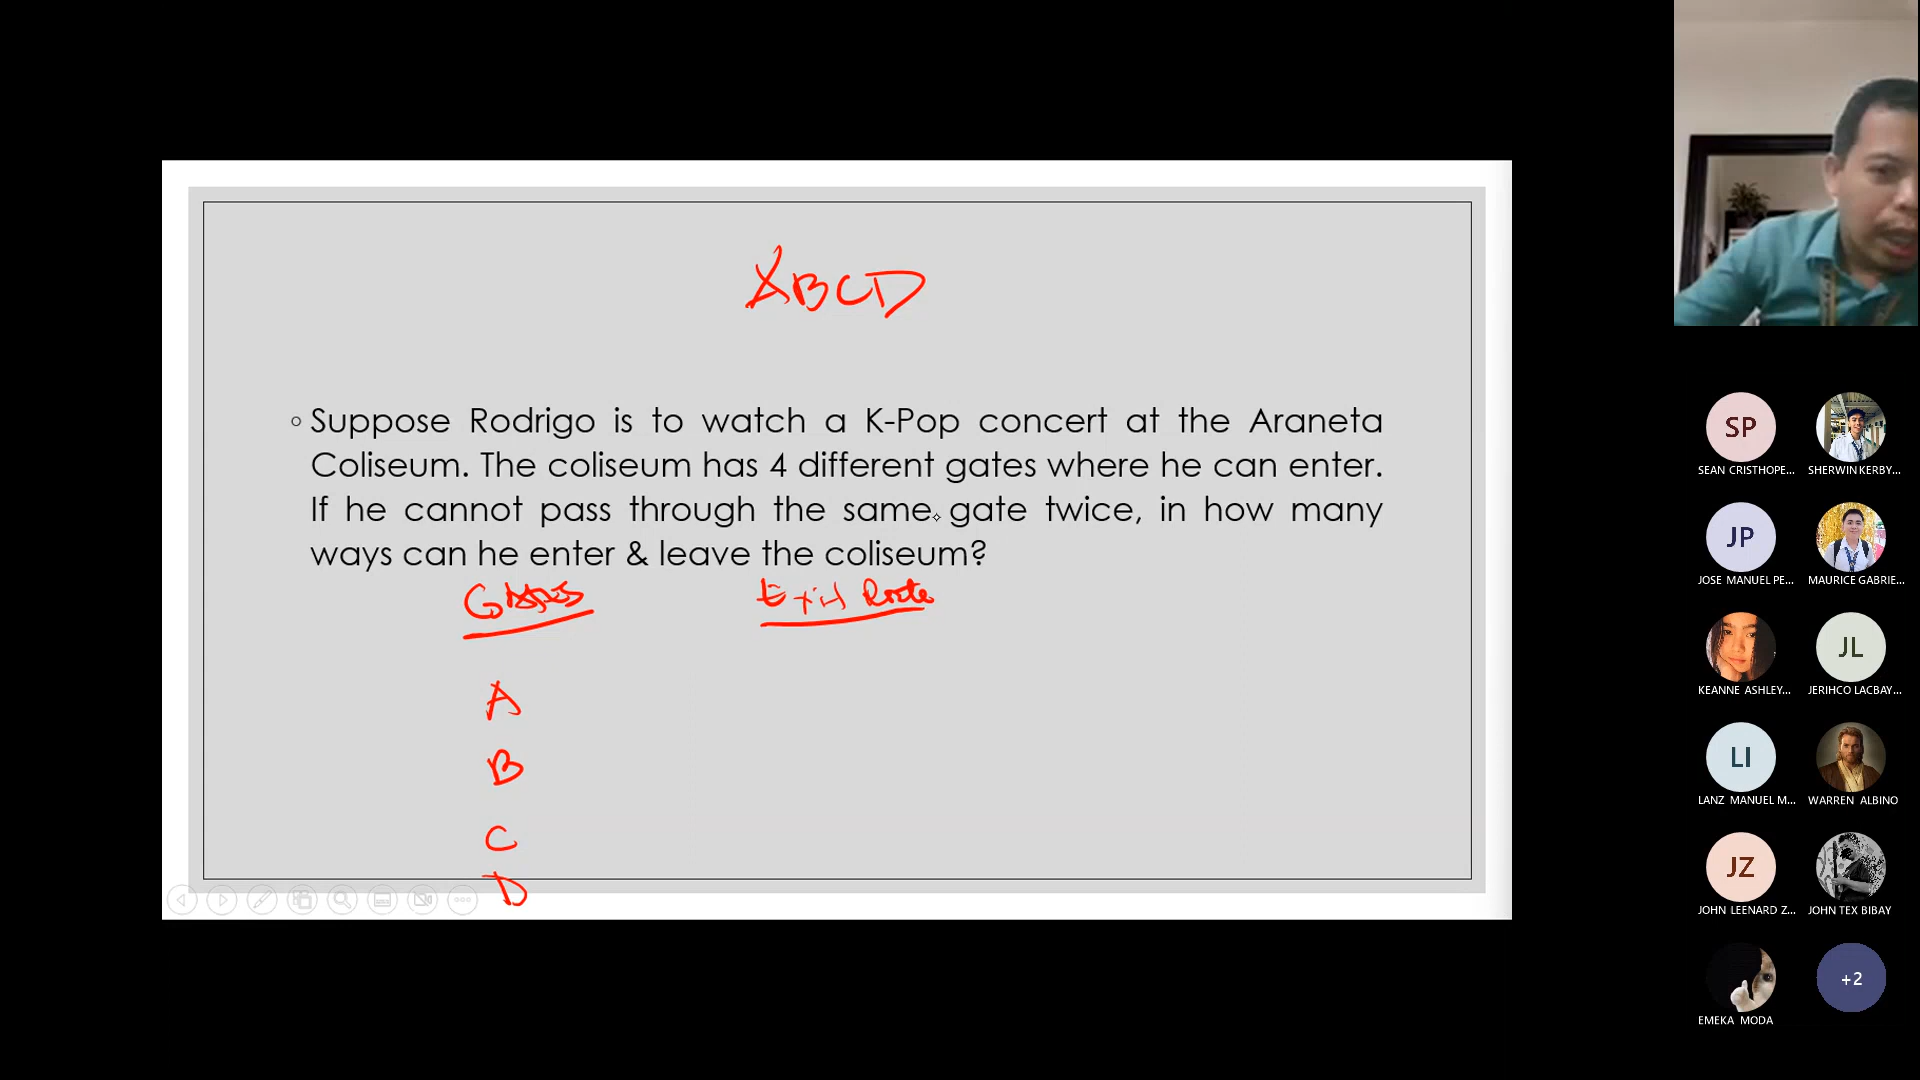 ABCD
Suppose Rodrigo is to watch a K-Pop concert at the Araneta
Coliseum. The coliseum has 4 different gates where he can enter.
If he cannot pass through the same gate twice, in how many
ways can he enter & leave the coliseum?
Gates Exit Route
A
B
C
D
SP
SEAN CRISTHOPE... SHERWIN KERBY...
JP
JOSE MANUEL PE... MAURICE GABRIE...
JL
KEANNE ASHLEY... JERIHCO LACBAY...
LI
LANZ MANUEL M... WARREN ALBINO
JZ
JOHN LEENARD Z... JOHN TEX BIBAY
+2
EMEKA MODA